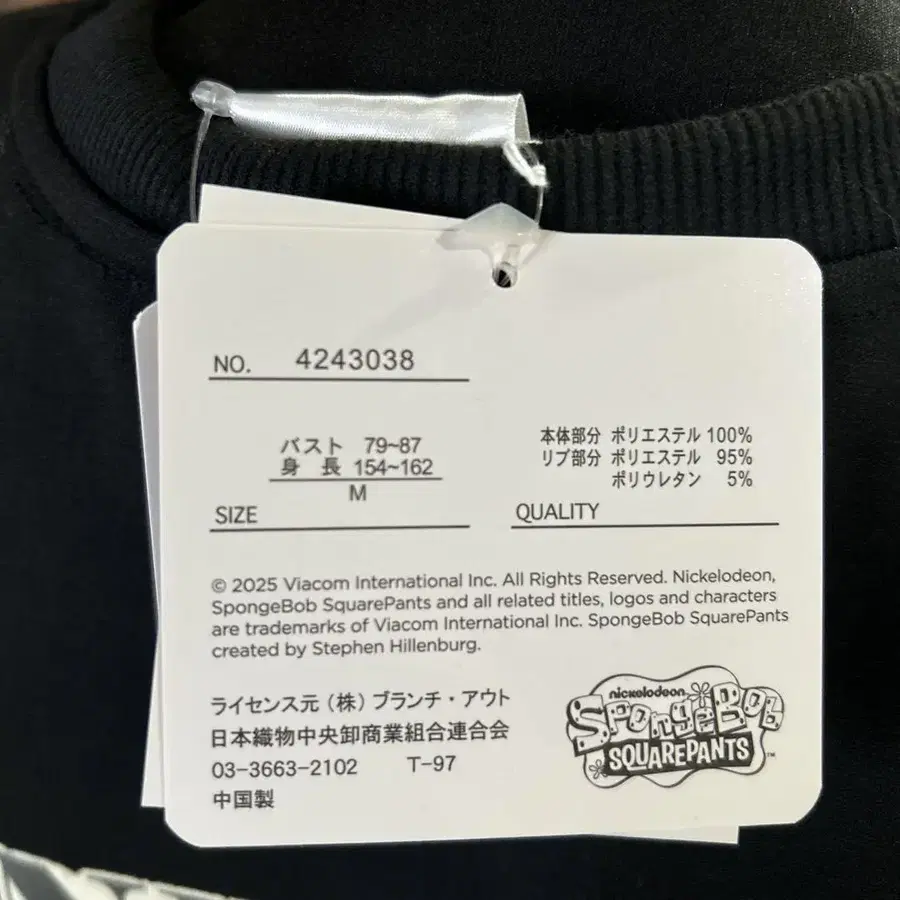 NO. 4243038
バスト 79~87
身 長 154~162
M
SIZE
本体部分 ポリエステル 100%
リブ部分 ポリエステル 95%
ポリウレタン 5%
QUALITY
© 2025 Viacom International Inc. All Rights Reserved. Nickelodeon,
SpongeBob SquarePants and all related titles, logos and characters
are trademarks of Viacom International Inc. SpongeBob SquarePants
created by Stephen Hillenburg.
ライセンス元 (株) ブランチ・アウト
日本織物中央卸商業組合連合会
03-3663-2102 T-97
中国製
nickelodeon
SPongeBob
SQUAREPANTS
™